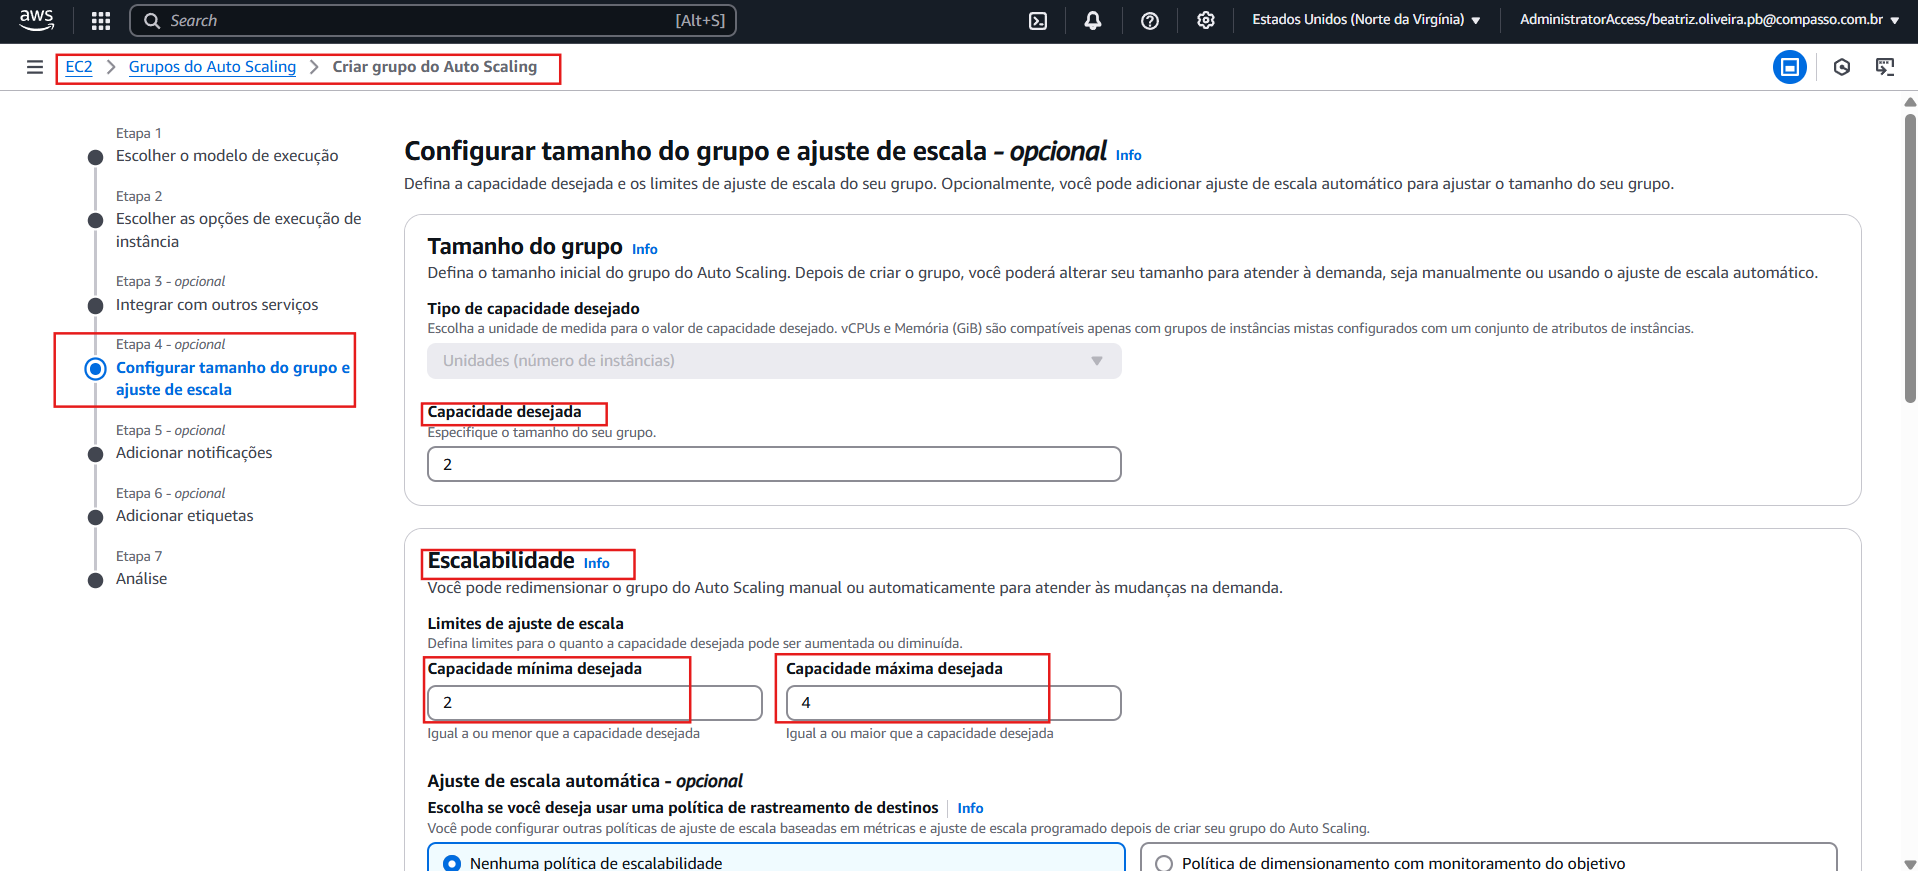 aws
Search [Alt+S]
Estados Unidos (Norte da Virgínia)
AdministratorAccess/beatriz.oliveira.pb@compasso.com.br
EC2 > Grupos do Auto Scaling > Criar grupo do Auto Scaling
Etapa 1
Escolher o modelo de execução
Etapa 2
Escolher as opções de execução de
instância
Etapa 3 - opcional
Integrar com outros serviços
Etapa 4 - opcional
Configurar tamanho do grupo e
ajuste de escala
Etapa 5 - opcional
Adicionar notificações
Etapa 6 - opcional
Adicionar etiquetas
Etapa 7
Análise
Configurar tamanho do grupo e ajuste de escala - opcional Info
Defina a capacidade desejada e os limites de ajuste de escala do seu grupo. Opcionalmente, você pode adicionar ajuste de escala automático para ajustar o tamanho do seu grupo.
Tamanho do grupo Info
Defina o tamanho inicial do grupo do Auto Scaling. Depois de criar o grupo, você poderá alterar seu tamanho para atender à demanda, seja manualmente ou usando o ajuste de escala automático.
Tipo de capacidade desejado
Escolha a unidade de medida para o valor de capacidade desejado. vCPUs e Memória (GiB) são compatíveis apenas com grupos de instâncias mistas configurados com um conjunto de atributos de instâncias.
Unidades (número de instâncias)
Capacidade desejada
Especifique o tamanho do seu grupo.
2
Escalabilidade Info
Você pode redimensionar o grupo do Auto Scaling manual ou automaticamente para atender às mudanças na demanda.
Limites de ajuste de escala
Defina limites para o quanto a capacidade desejada pode ser aumentada ou diminuída.
Capacidade mínima desejada
2
Igual a ou menor que a capacidade desejada
Capacidade máxima desejada
4
Igual a ou maior que a capacidade desejada
Ajuste de escala automática - opcional
Escolha se você deseja usar uma política de rastreamento de destinos Info
Você pode configurar outras políticas de ajuste de escala baseadas em métricas e ajuste de escala programado depois de criar seu grupo do Auto Scaling.
Nenhuma política de escalabilidade
Política de dimensionamento com monitoramento do objetivo